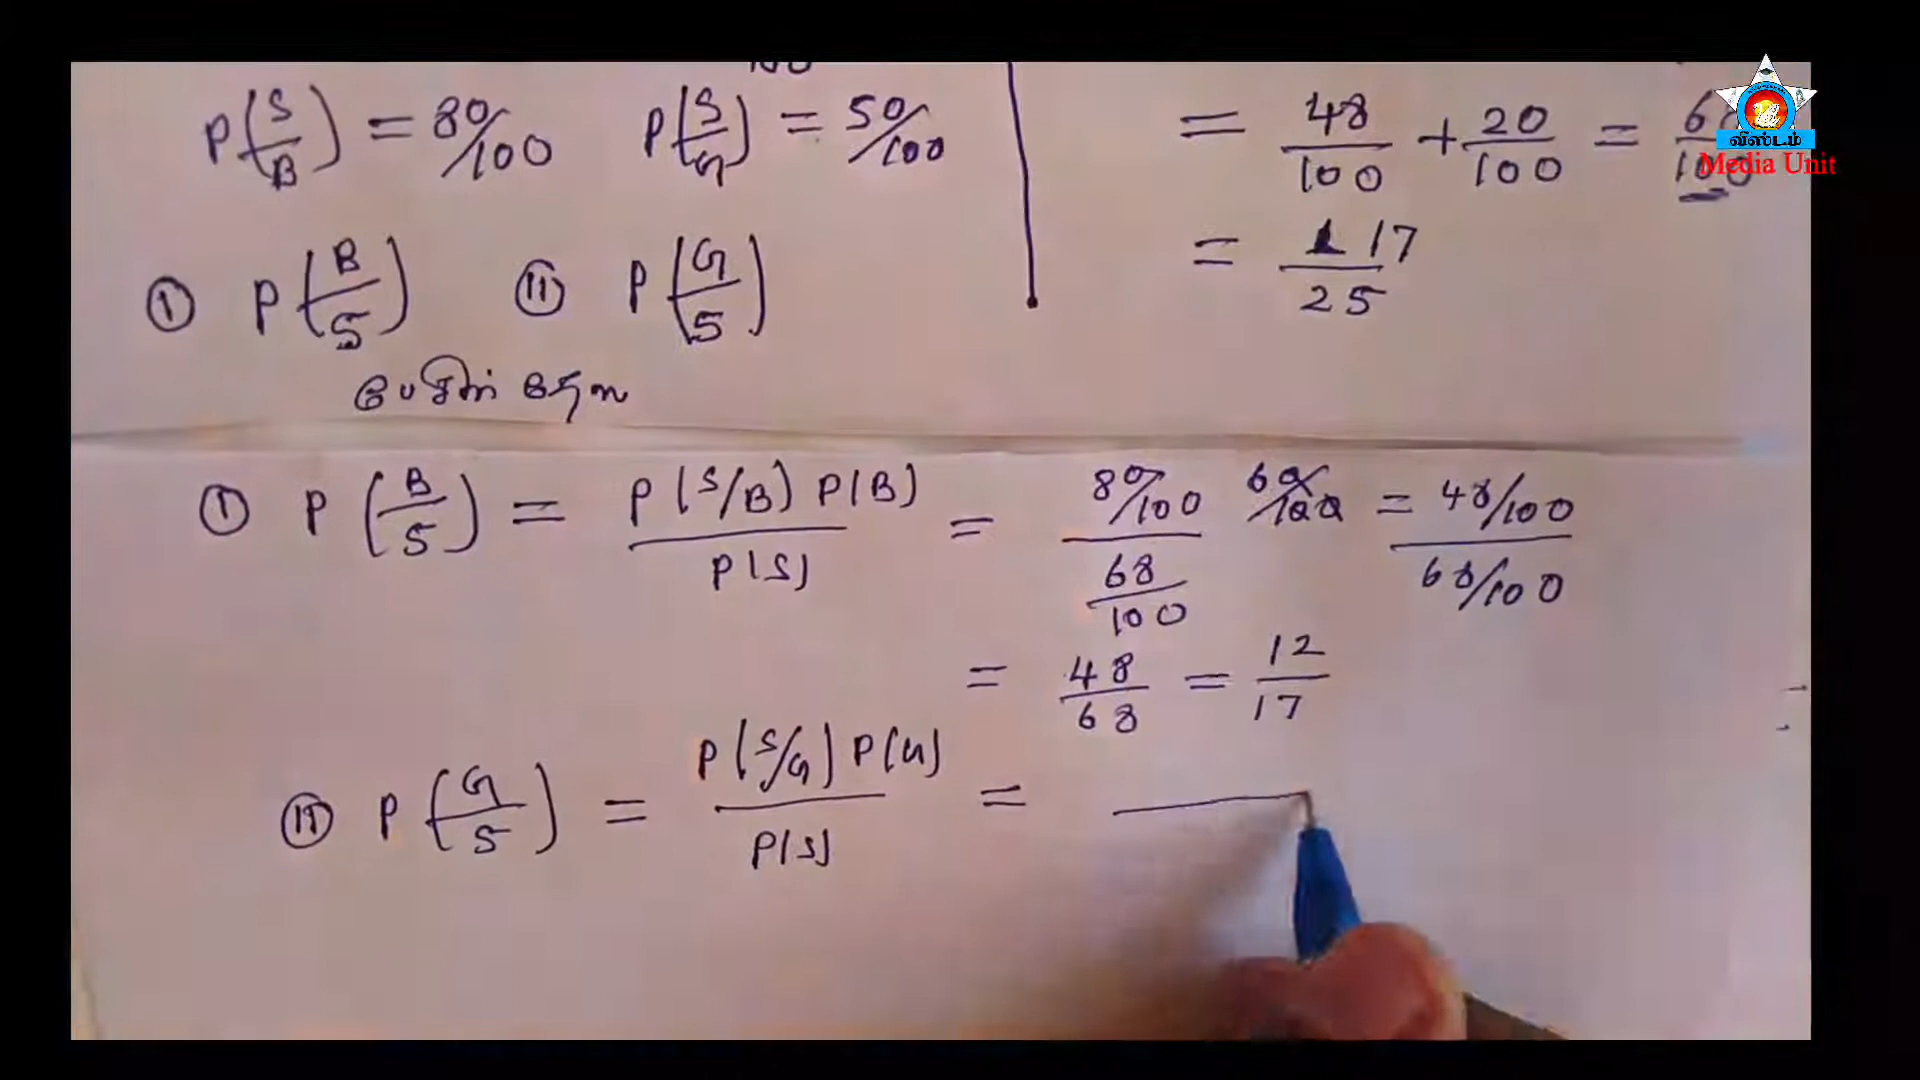 P(S/B) = 80/100 P(S/G) = 50/100
= 48/100 + 20/100 = 68/100
= 17/25
(I) P(B/S) (II) P(G/S)
பேசின் தேற
(I) P(B/S) = P(S/B) P(B) / P(S) = 80/100 60/100 / 68/100 = 48/100 / 68/100
= 48/68 = 12/17
(II) P(G/S) = P(S/G) P(G) / P(S) =
விஸ்டம்
Media Unit